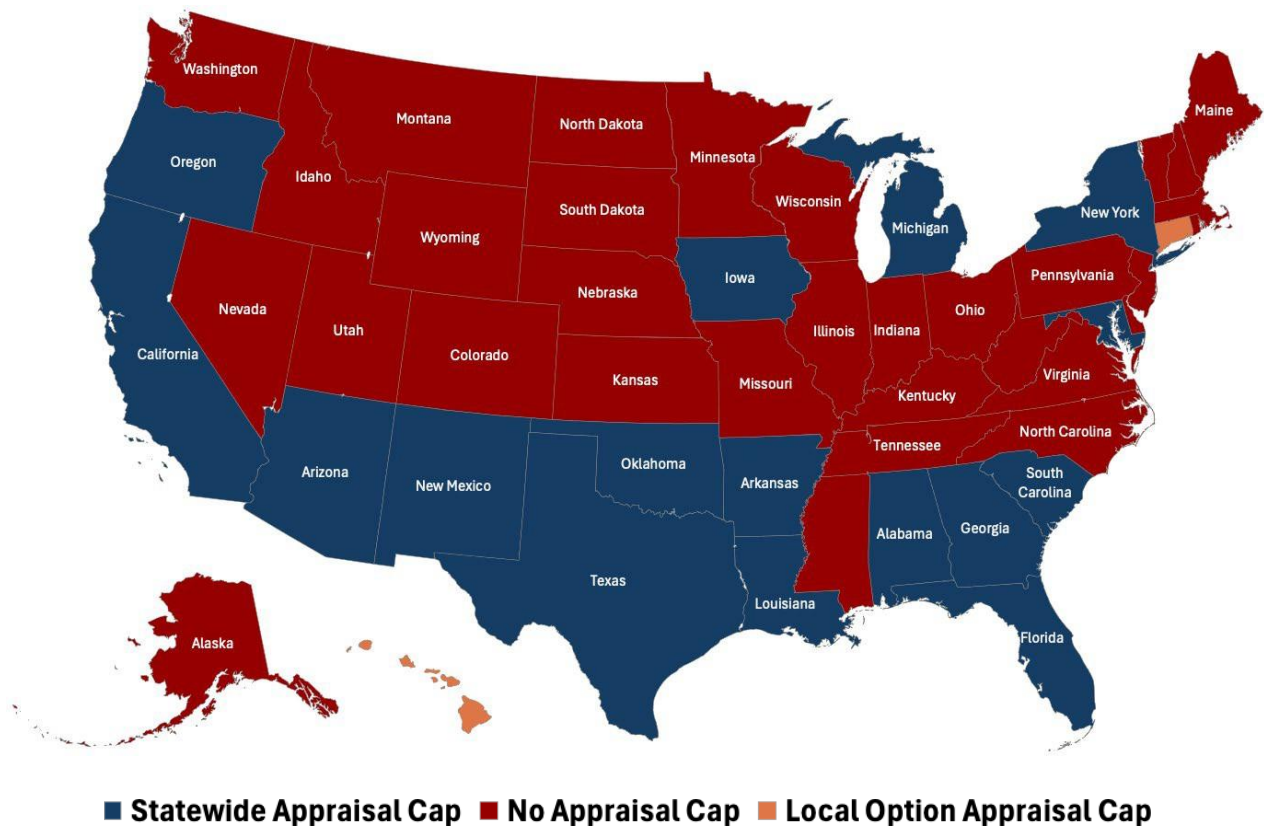 Washington
Maine
Montana
North Dakota
Minnesota
Oregon
Idaho
Wisconsin
South Dakota
New York
Michigan
Wyoming
Pennsylvania
Iowa
Nebraska
Nevada
Ohio
Utah
Illinois
Indiana
California
Colorado
Virginia
Kansas
Missouri
Kentucky
North Carolina
Tennessee
Oklahoma
Arizona
South
Carolina
Arkansas
New Mexico
Georgia
Alabama
Texas
Louisiana
Florida
Alaska
Statewide Appraisal Cap No Appraisal Cap Local Option Appraisal Cap